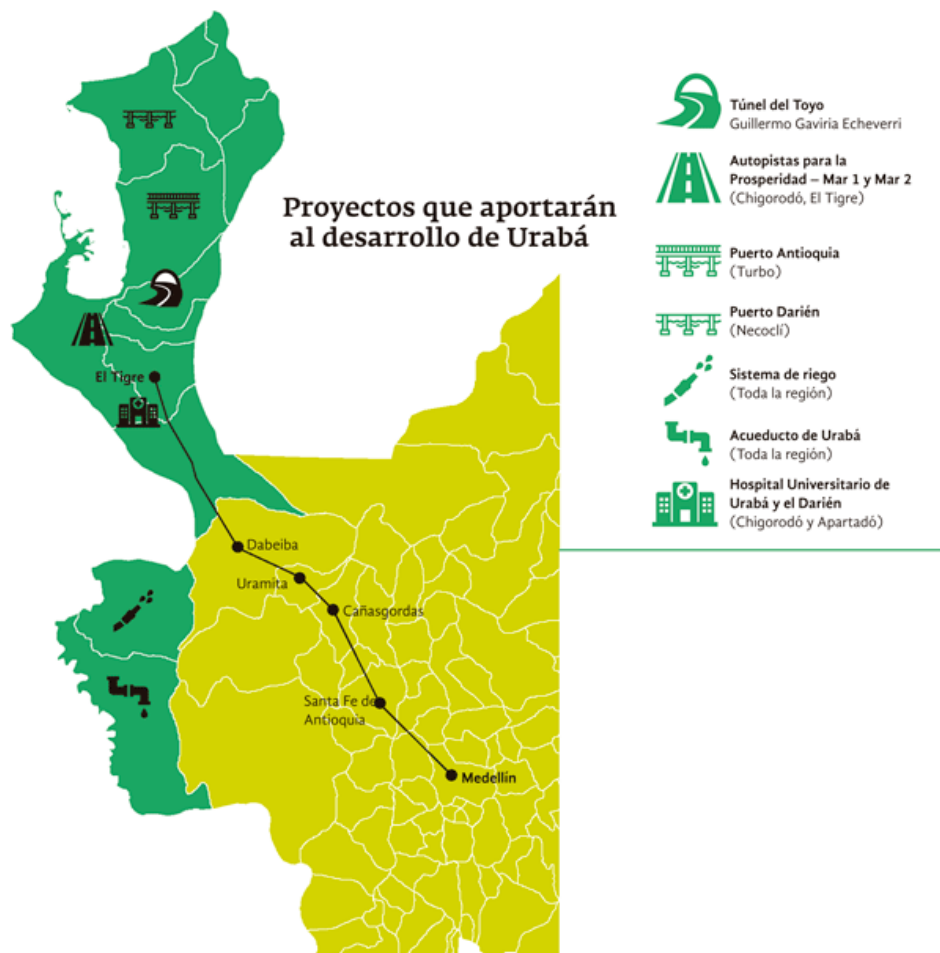 Proyectos que aportarán
al desarrollo de Urabá
Túnel del Toyo
Guillermo Gaviria Echeverri
Autopistas para la
Prosperidad – Mar 1 y Mar 2
(Chigorodó, El Tigre)
Puerto Antioquia
(Turbo)
Puerto Darién
(Necoclí)
Sistema de riego
(Toda la región)
Acueducto de Urabá
(Toda la región)
Hospital Universitario de
Urabá y el Darién
(Chigorodó y Apartadó)
El Tigre
Dabeiba
Uramita
Cañasgordas
Santa Fe de
Antioquia
Medellín